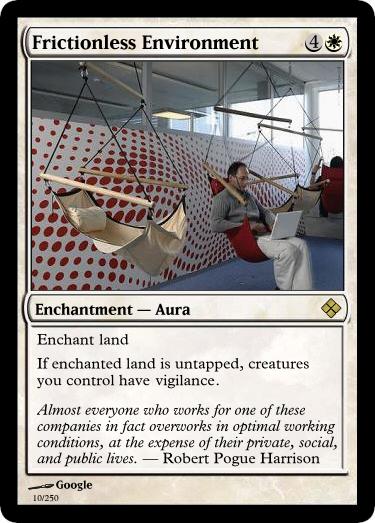 Frictionless Environment 4
Enchantment — Aura
Enchant land
If enchanted land is untapped, creatures
you control have vigilance.
Almost everyone who works for one of these
companies in fact overworks in optimal working
conditions, at the expense of their private, social,
and public lives. — Robert Pogue Harrison
Google
10/250